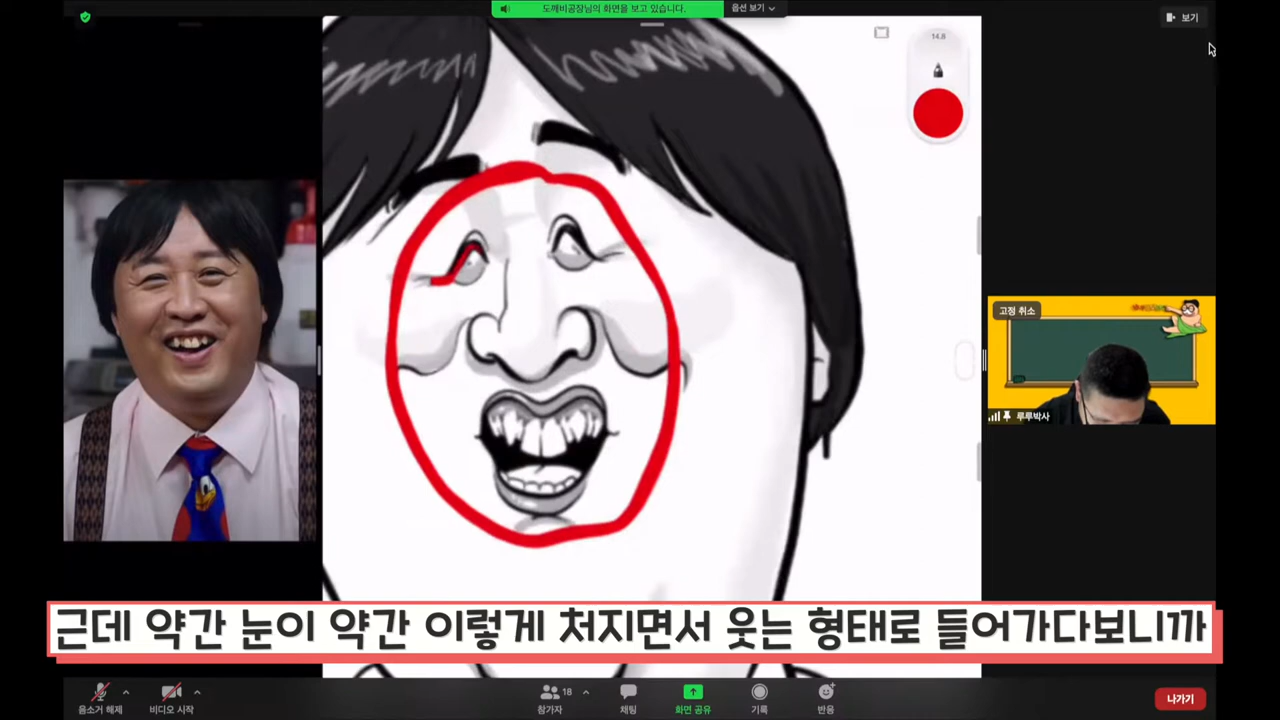 도깨비공장님의 화면을 보고 있습니다.
옵션 보기
보기
14.8
고정 취소
루루박사
근데 약간 눈이 약간 이렇게 처지면서 웃는 형태로 들어가다보니까
음소거 해제
비디오 시작
18
참가자
채팅
화면 공유
기록
반응
나가기